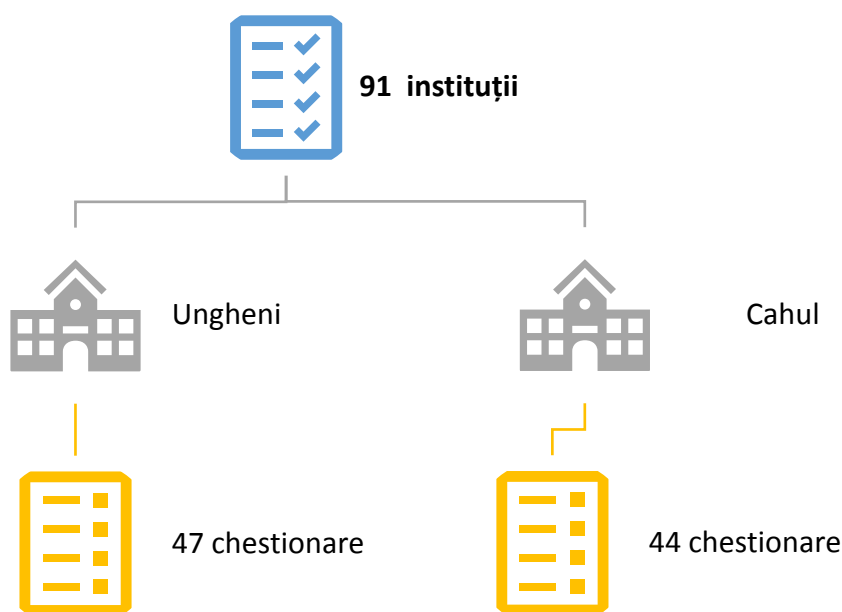 91 instituții
Ungheni
Cahul
47 chestionare
44 chestionare